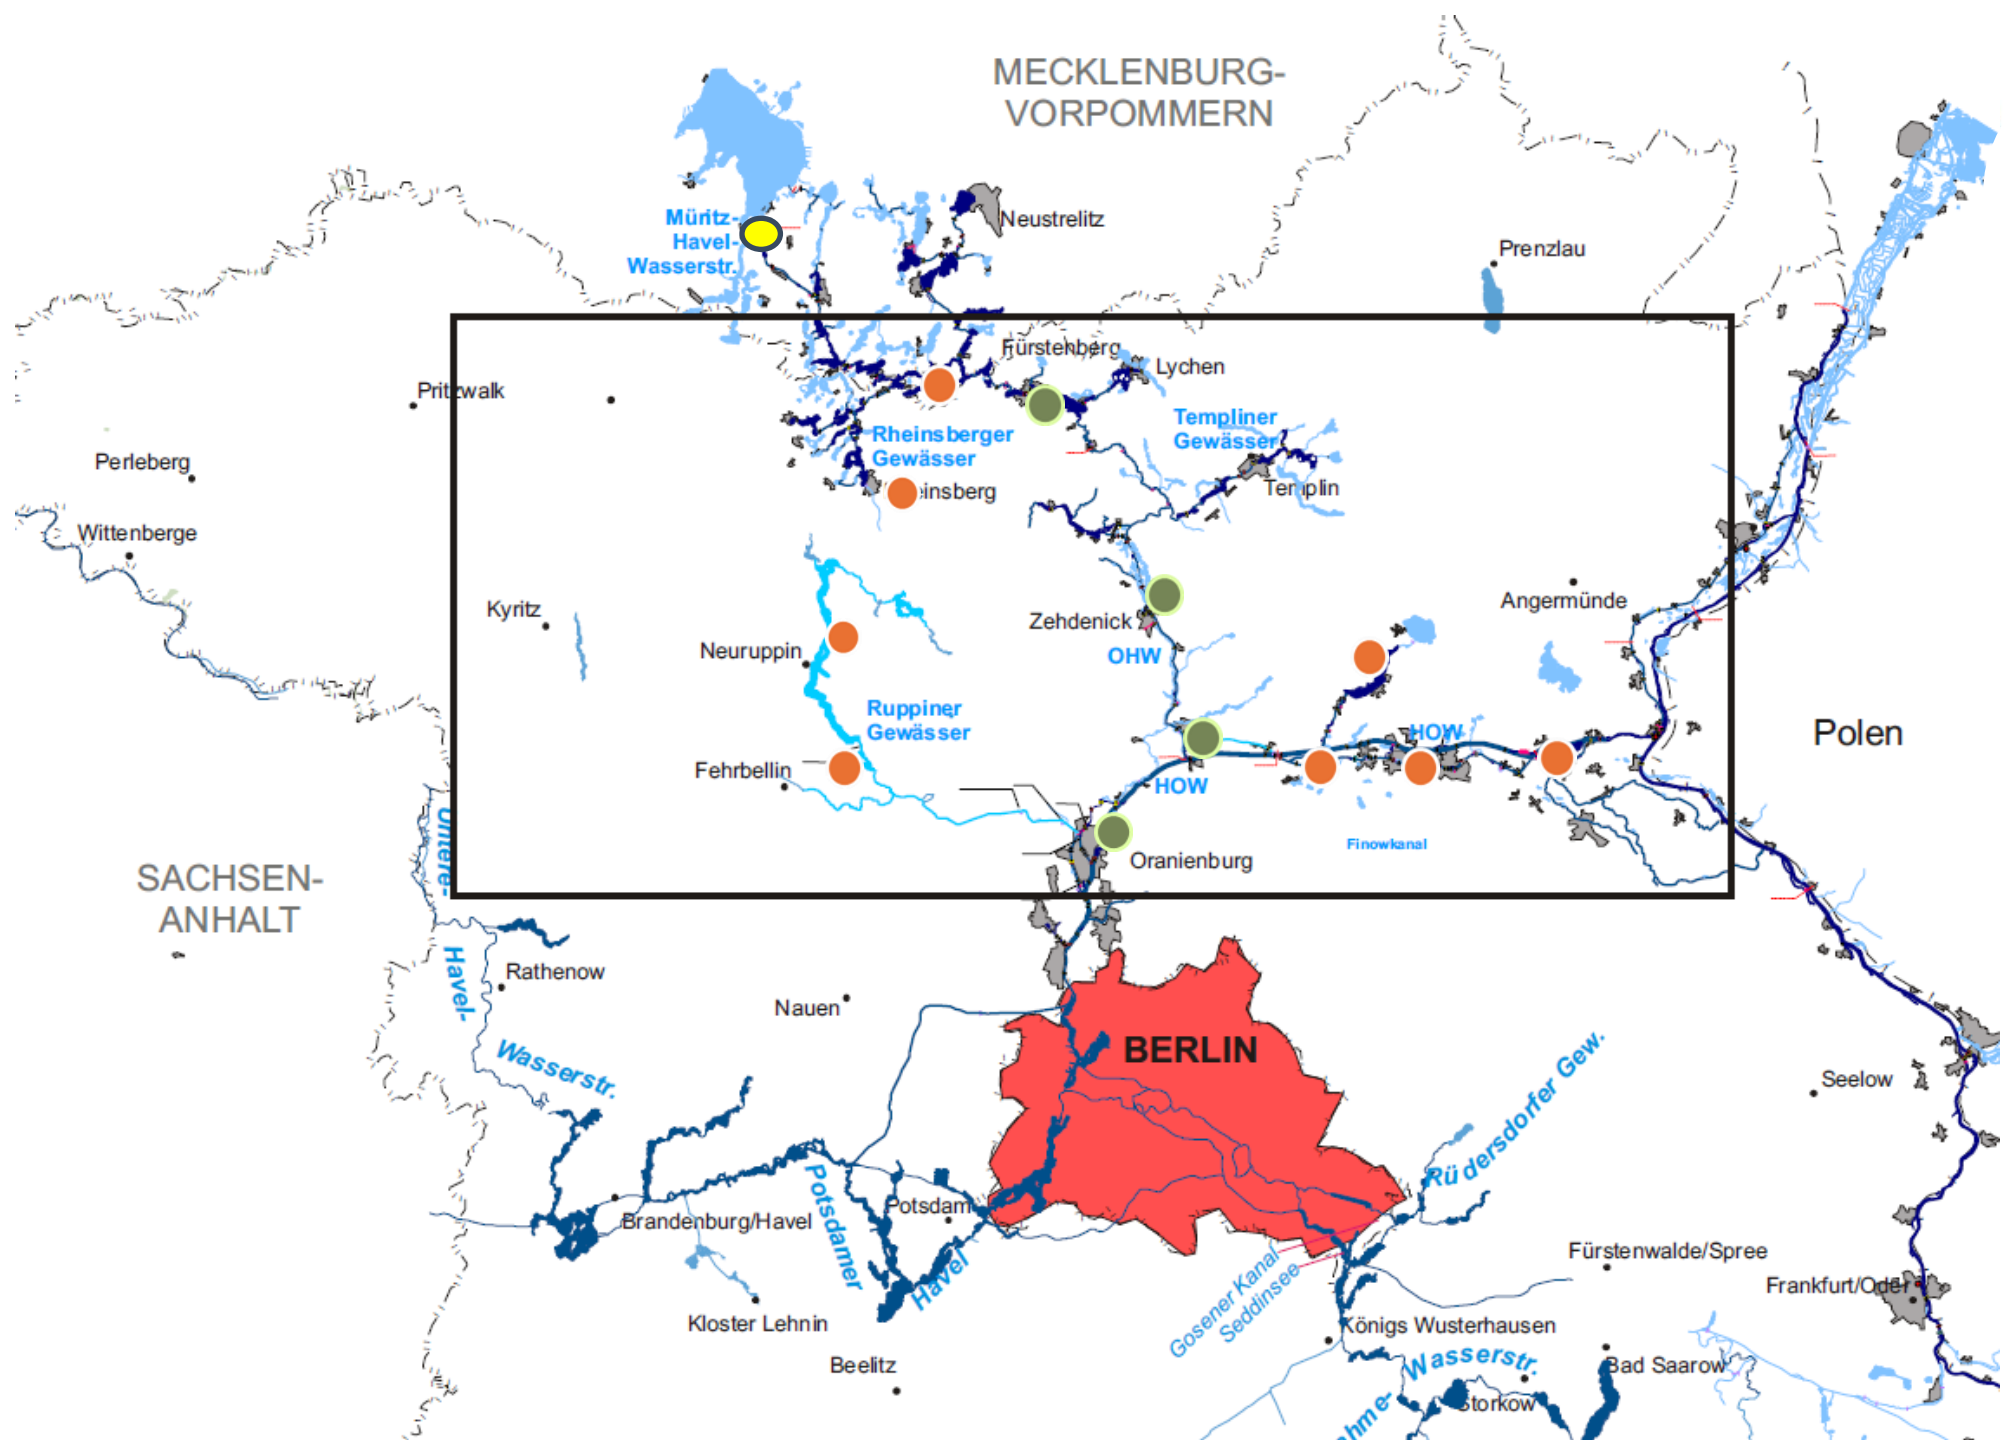 MECKLENBURG-
VORPOMMERN
Müritz-
Havel-
Wasserstr.
Neustrelitz
Prenzlau
Fürstenberg
Lychen
Pritzwalk
Templiner
Gewässer
Rheinsberger
Gewässer
Perleberg
einsberg
Templin
Wittenberge
Kyritz
Zehdenick
Angermünde
Neuruppin
OHW
Ruppiner
Gewässer
HOW
Polen
Fehrbellin
HOW
Untere-
Finowkanal
Oranienburg
SACHSEN-
ANHALT
Havel-
Rathenow
Nauen
BERLIN
Wasserstr.
Rüdersdorfer Gew.
Seelow
Potsdamer
Potsdam
Brandenburg/Havel
Havel
Gosener Kanal
Seddinsee
Fürstenwalde/Spree
Frankfurt/Oder
Kloster Lehnin
Königs Wusterhausen
Beelitz
Wasserstr.
Bad Saarow
Storkow
ahme-